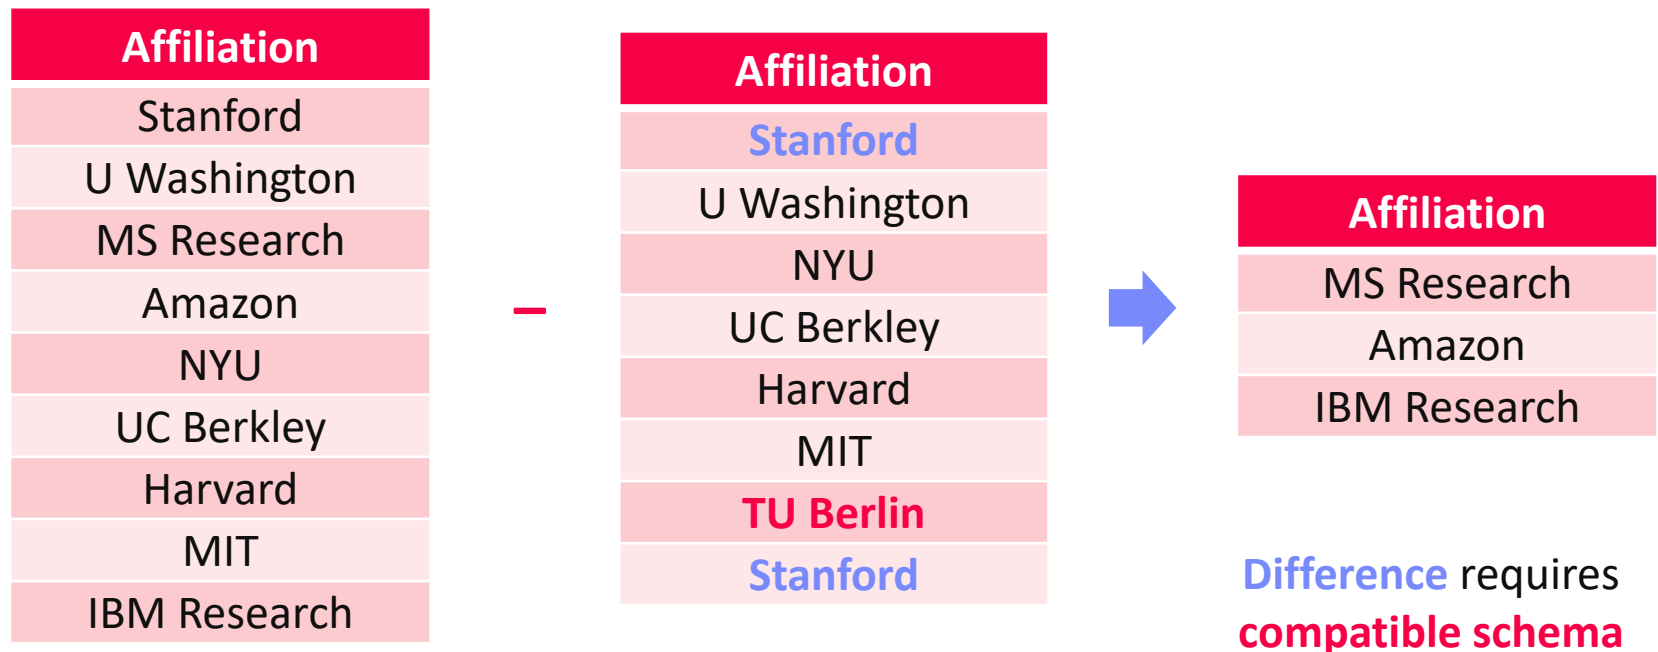 Affiliation
Stanford
U Washington
MS Research
Amazon
NYU
UC Berkley
Harvard
MIT
IBM Research
–
Affiliation
Stanford
U Washington
NYU
UC Berkley
Harvard
MIT
TU Berlin
Stanford
Affiliation
MS Research
Amazon
IBM Research
Difference requires
compatible schema